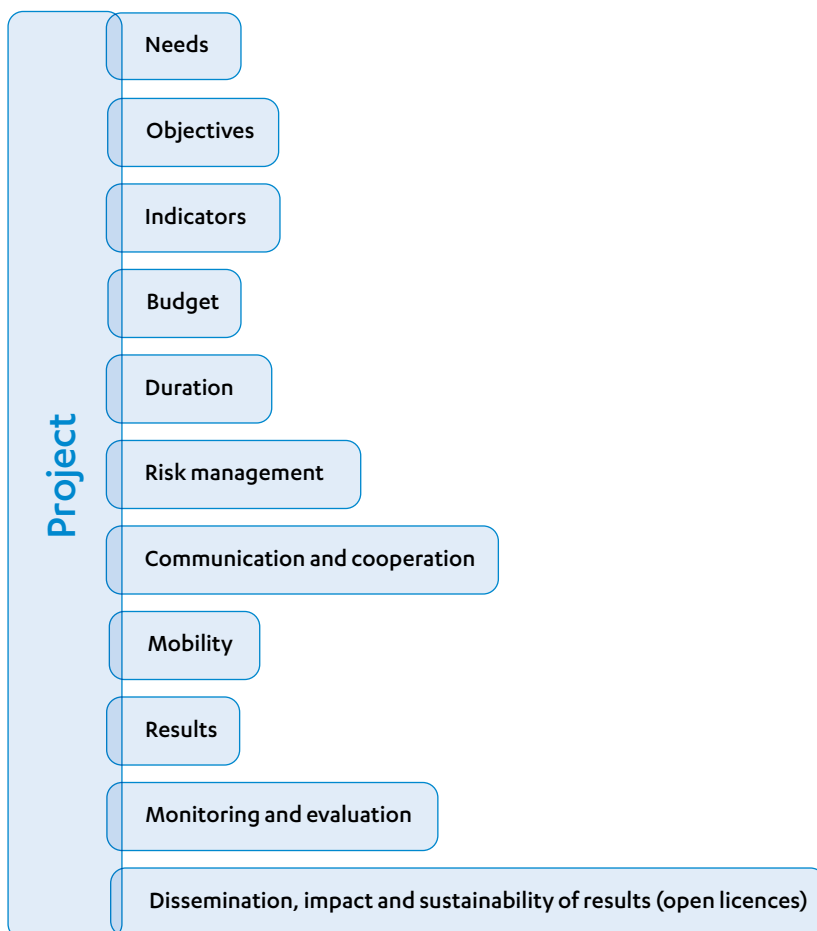 Project
Needs
Objectives
Indicators
Budget
Duration
Risk management
Communication and cooperation
Mobility
Results
Monitoring and evaluation
Dissemination, impact and sustainability of results (open licences)